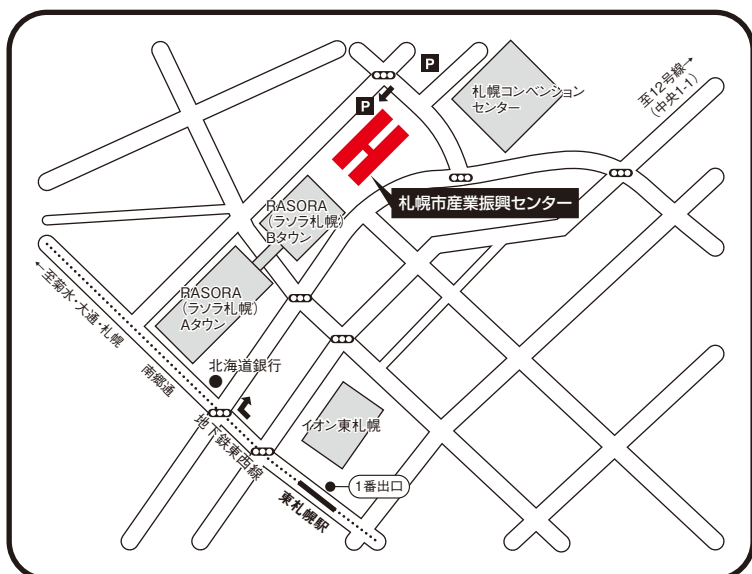 P
P
札幌コンベンション
センター
至12号線→
(中央1-1)
札幌市産業振興センター
RASORA
(ラソラ札幌)
Bタウン
RASORA
(ラソラ札幌)
Aタウン
←至菊水・大通・札幌
南郷通
北海道銀行
地下鉄東西線
イオン東札幌
1番出口
東札幌駅